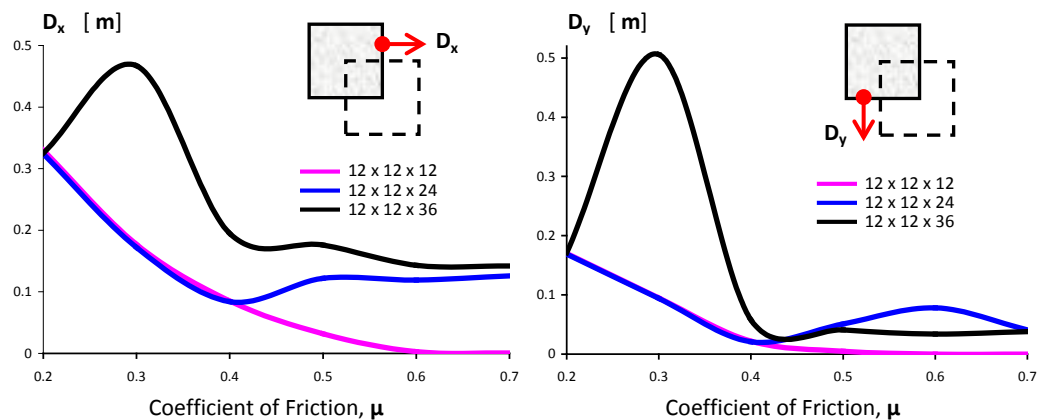 Dx [ m]
0.5
0.4
0.3
0.2
0.1
0
0.2 0.3 0.4 0.5 0.6 0.7
Coefficient of Friction, μ
Dx
12 x 12 x 12
12 x 12 x 24
12 x 12 x 36
Dy [ m]
0.5
0.4
0.3
0.2
0.1
0
0.2 0.3 0.4 0.5 0.6 0.7
Coefficient of Friction, μ
Dy
12 x 12 x 12
12 x 12 x 24
12 x 12 x 36